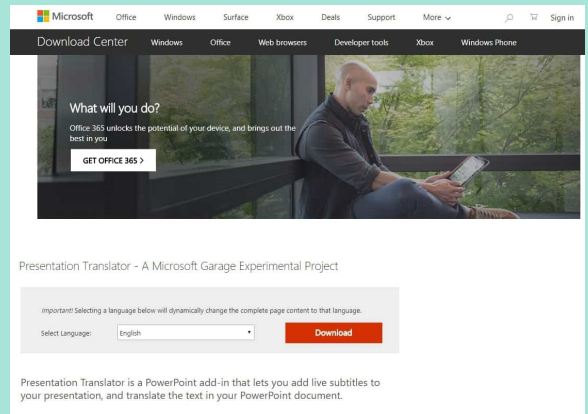 Microsoft Office Windows Surface Xbox Deals Support More Sign in
Download Center Windows Office Web browsers Developer tools Xbox Windows Phone
What will you do?
Office 365 unlocks the potential of your device, and brings out the
best in you
GET OFFICE 365 >
Presentation Translator - A Microsoft Garage Experimental Project
Important! Selecting a language below will dynamically change the complete page content to that language.
Select Language: English Download
Presentation Translator is a PowerPoint add-in that lets you add live subtitles to
your presentation, and translate the text in your PowerPoint document.